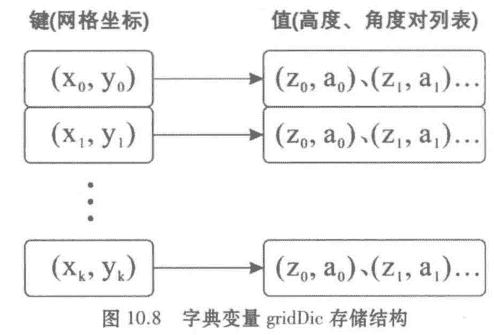 键(网格坐标) 值(高度、角度对列表)
(x₀, y₀) (z₀, a₀)、(z₁, a₁)…
(x₁, y₁) (z₀, a₀)、(z₁, a₁)…
(xₖ, yₖ) (z₀, a₀)、(z₁, a₁)…
图 10.8 字典变量 gridDic 存储结构